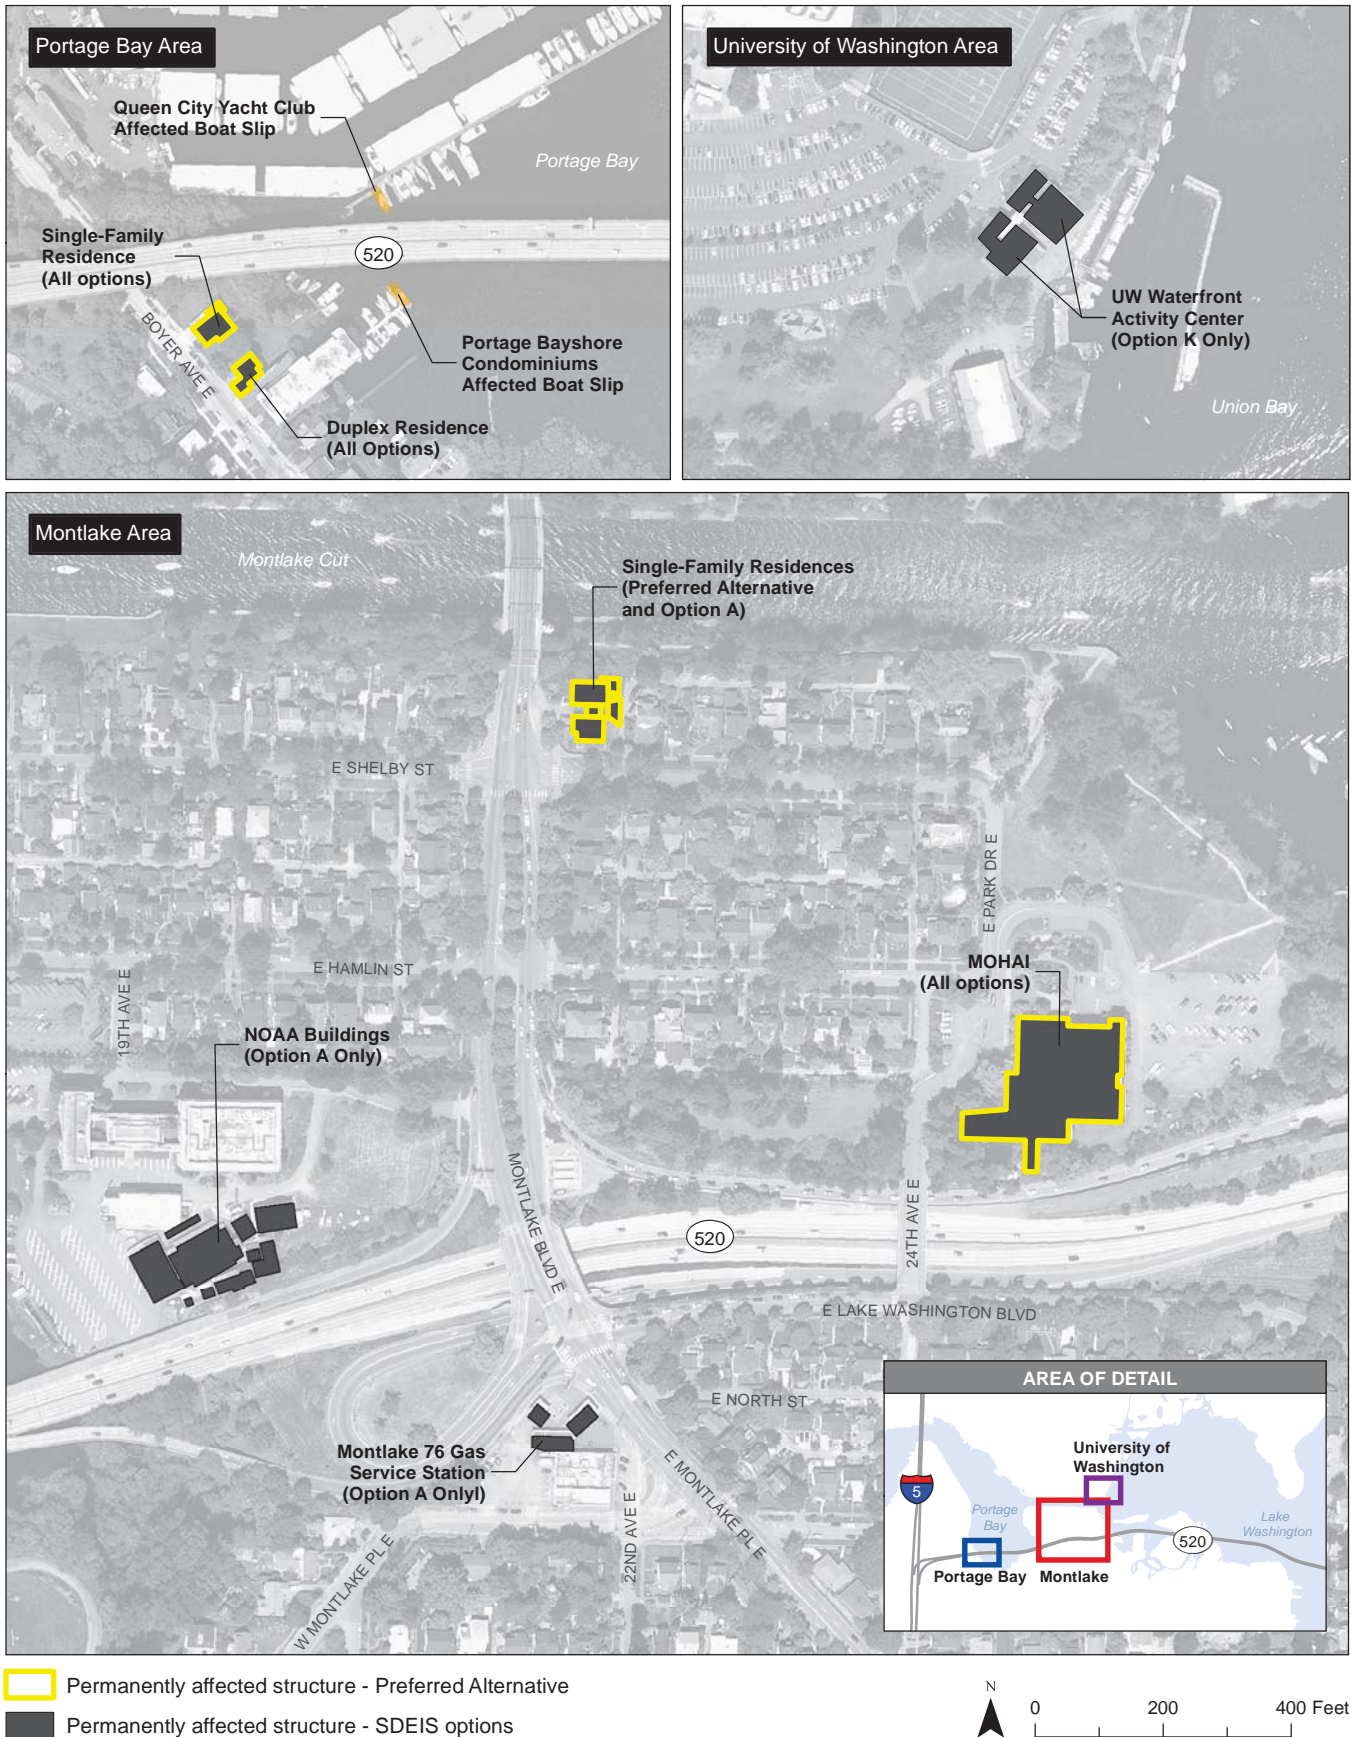 Portage Bay Area
Queen City Yacht Club
Affected Boat Slip
Portage Bay
Single-Family
Residence
(All options)
520
BOYER AVE E
Portage Bayshore
Condominiums
Affected Boat Slip
Duplex Residence
(All Options)
University of Washington Area
UW Waterfront
Activity Center
(Option K Only)
Union Bay
Montlake Area
Montlake Cut
Single-Family Residences
(Preferred Alternative
and Option A)
E SHELBY ST
E PARK DR E
E HAMLIN ST
19TH AVE E
MOHAI
(All options)
NOAA Buildings
(Option A Only)
MONTLAKE BLVD E
520
24TH AVE E
E LAKE WASHINGTON BLVD
E NORTH ST
Montlake 76 Gas
Service Station
(Option A Onlyl)
E MONTLAKE PL E
22ND AVE E
W MONTLAKE PL E
AREA OF DETAIL
University of
Washington
5
Portage
Bay
Lake
Washington
520
Portage Bay
Montlake
Permanently affected structure - Preferred Alternative
Permanently affected structure - SDEIS options
N
0 200 400 Feet